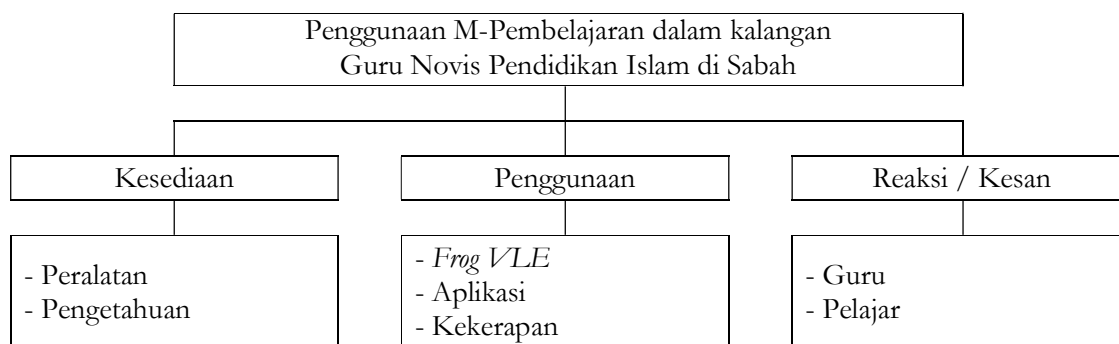 Penggunaan M-Pembelajaran dalam kalangan
Guru Novis Pendidikan Islam di Sabah
Kesediaan
Penggunaan
Reaksi / Kesan
- Peralatan
- Pengetahuan
- Frog VLE
- Aplikasi
- Kekerapan
- Guru
- Pelajar